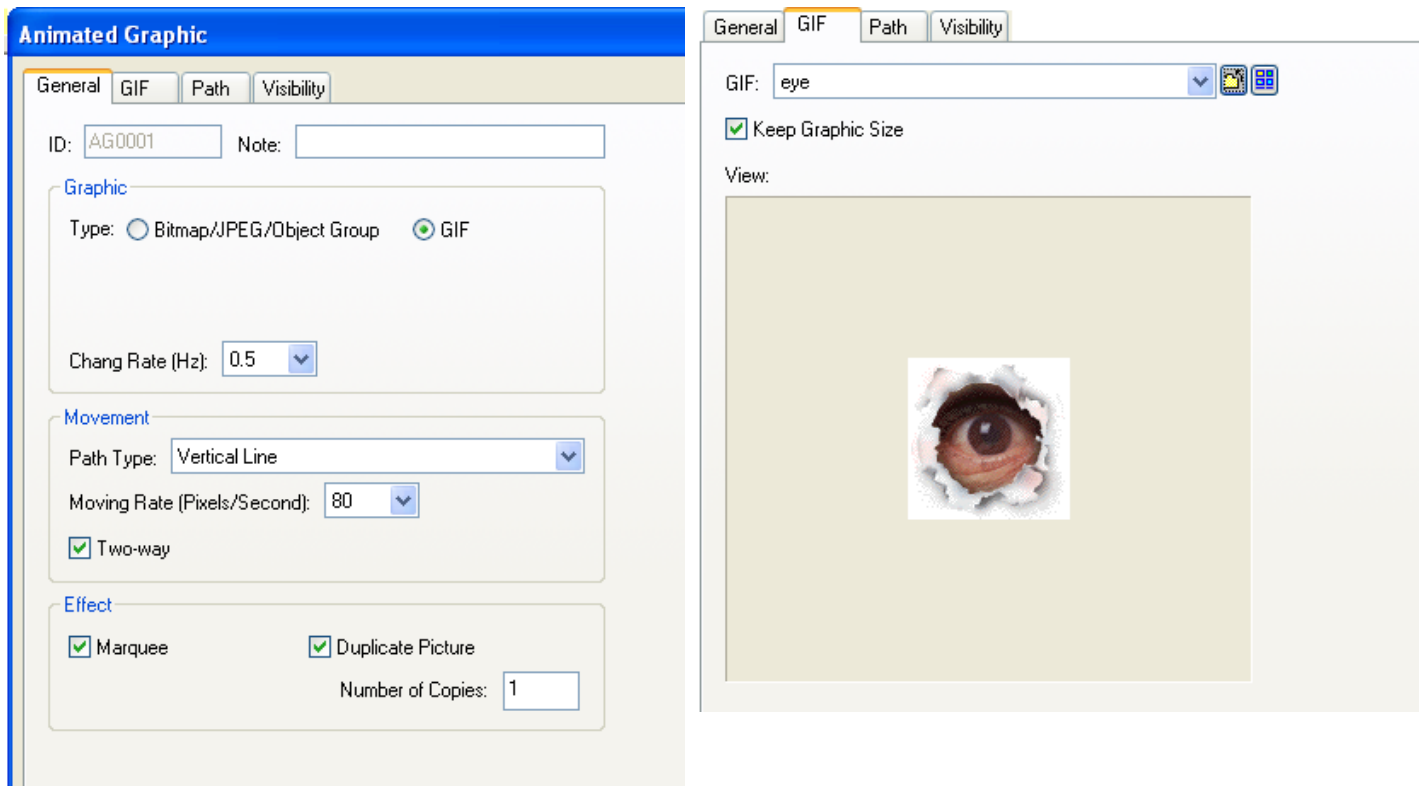 Animated Graphic
General GIF Path Visibility
ID: AG0001 Note:
Graphic
Type: Bitmap/JPEG/Object Group GIF
Chang Rate (Hz): 0.5
Movement
Path Type: Vertical Line
Moving Rate (Pixels/Second): 80
Two-way
Effect
Marquee Duplicate Picture
Number of Copies: 1
General GIF Path Visibility
GIF: eye
Keep Graphic Size
View: